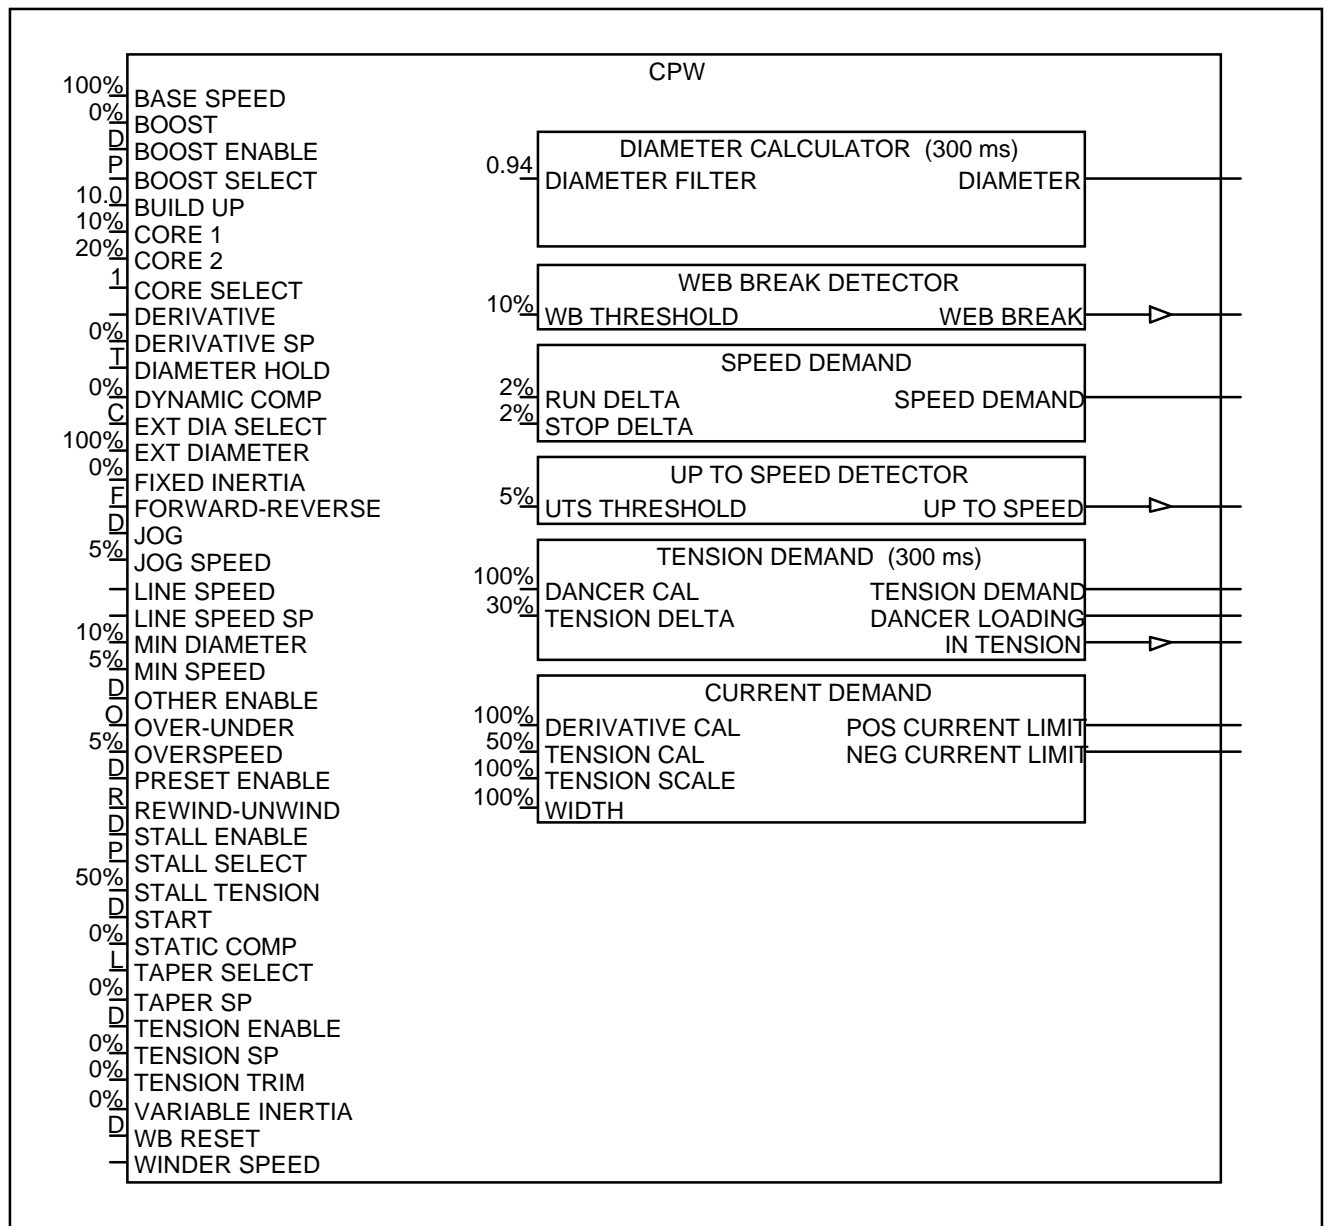 CPW
100% BASE SPEED
0% BOOST
D BOOST ENABLE
P BOOST SELECT
10.0 BUILD UP
10% CORE 1
20% CORE 2
1 CORE SELECT
DERIVATIVE
0% DERIVATIVE SP
T DIAMETER HOLD
0% DYNAMIC COMP
C EXT DIA SELECT
100% EXT DIAMETER
0% FIXED INERTIA
F FORWARD-REVERSE
D JOG
5% JOG SPEED
LINE SPEED
LINE SPEED SP
10% MIN DIAMETER
5% MIN SPEED
D OTHER ENABLE
O OVER-UNDER
5% OVERSPEED
D PRESET ENABLE
R REWIND-UNWIND
D STALL ENABLE
P STALL SELECT
50% STALL TENSION
D START
0% STATIC COMP
L TAPER SELECT
0% TAPER SP
D TENSION ENABLE
0% TENSION SP
0% TENSION TRIM
0% VARIABLE INERTIA
D WB RESET
WINDER SPEED
DIAMETER CALCULATOR (300 ms)
0.94 DIAMETER FILTER DIAMETER
WEB BREAK DETECTOR
10% WB THRESHOLD WEB BREAK
SPEED DEMAND
2% RUN DELTA SPEED DEMAND
2% STOP DELTA
UP TO SPEED DETECTOR
5% UTS THRESHOLD UP TO SPEED
TENSION DEMAND (300 ms)
100% DANCER CAL TENSION DEMAND
30% TENSION DELTA DANCER LOADING
IN TENSION
CURRENT DEMAND
100% DERIVATIVE CAL POS CURRENT LIMIT
50% TENSION CAL NEG CURRENT LIMIT
100% TENSION SCALE
100% WIDTH